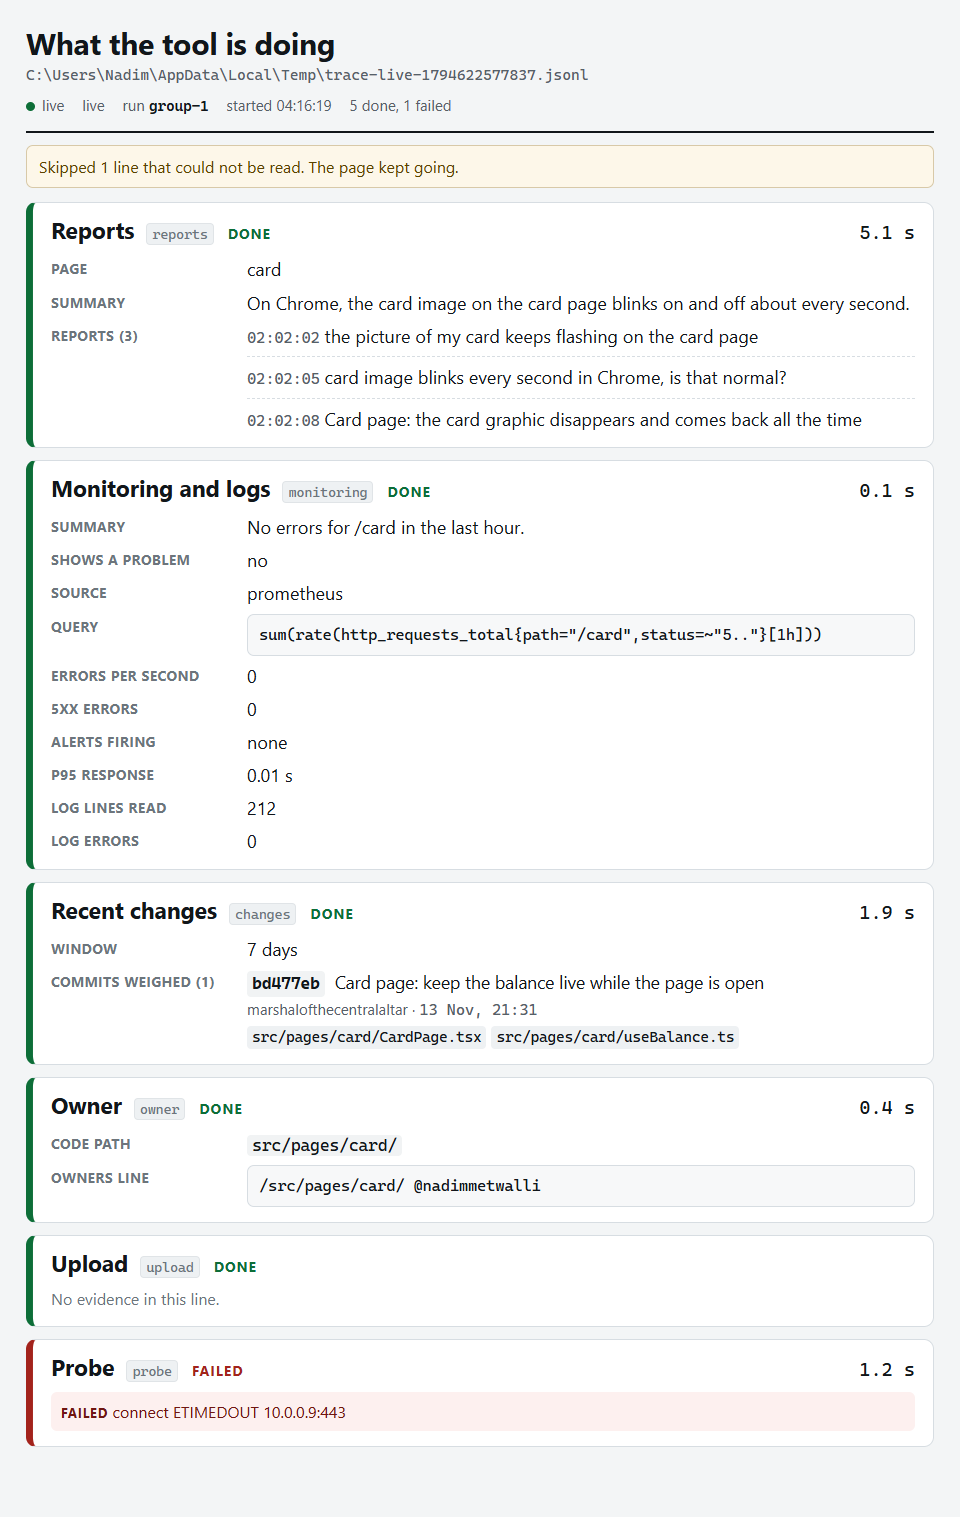 What the tool is doing
C:\Users\Nadim\AppData\Local\Temp\trace-live-1794622577837.jsonl
live live run group-1 started 04:16:19 5 done, 1 failed
Skipped 1 line that could not be read. The page kept going.
Reports reports DONE 5.1 s
PAGE card
SUMMARY On Chrome, the card image on the card page blinks on and off about every second.
REPORTS (3) 02:02:02 the picture of my card keeps flashing on the card page
02:02:05 card image blinks every second in Chrome, is that normal?
02:02:08 Card page: the card graphic disappears and comes back all the time
Monitoring and logs monitoring DONE 0.1 s
SUMMARY No errors for /card in the last hour.
SHOWS A PROBLEM no
SOURCE prometheus
QUERY sum(rate(http_requests_total{path="/card",status=~"5.."}[1h]))
ERRORS PER SECOND 0
5XX ERRORS 0
ALERTS FIRING none
P95 RESPONSE 0.01 s
LOG LINES READ 212
LOG ERRORS 0
Recent changes changes DONE 1.9 s
WINDOW 7 days
COMMITS WEIGHED (1) bd477eb Card page: keep the balance live while the page is open
marshalofthecentralaltar · 13 Nov, 21:31
src/pages/card/CardPage.tsx src/pages/card/useBalance.ts
Owner owner DONE 0.4 s
CODE PATH src/pages/card/
OWNERS LINE /src/pages/card/ @nadimmetwalli
Upload upload DONE
No evidence in this line.
Probe probe FAILED 1.2 s
FAILED connect ETIMEDOUT 10.0.0.9:443